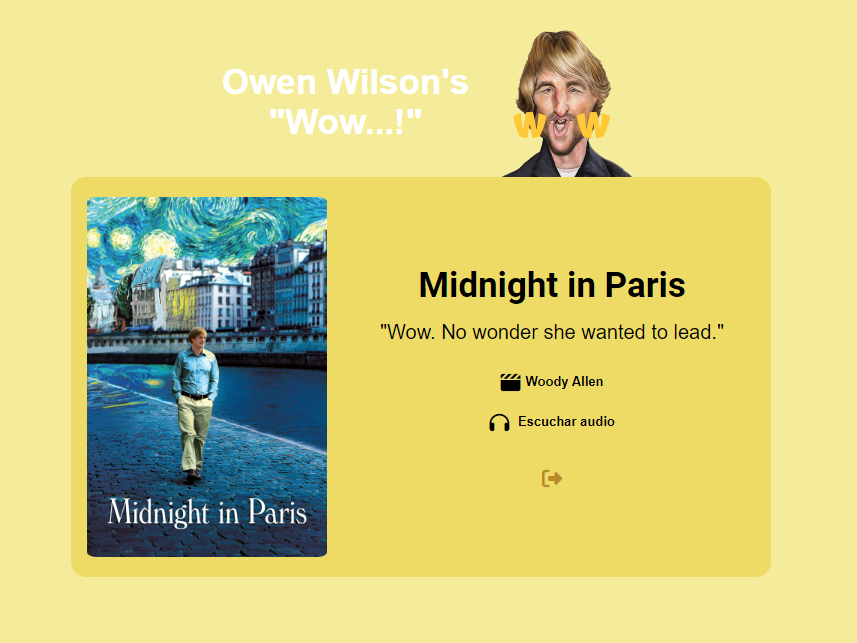 Owen Wilson's
"Wow...!"
W W
Midnight in Paris
Midnight in Paris
"Wow. No wonder she wanted to lead."
Woody Allen
Escuchar audio